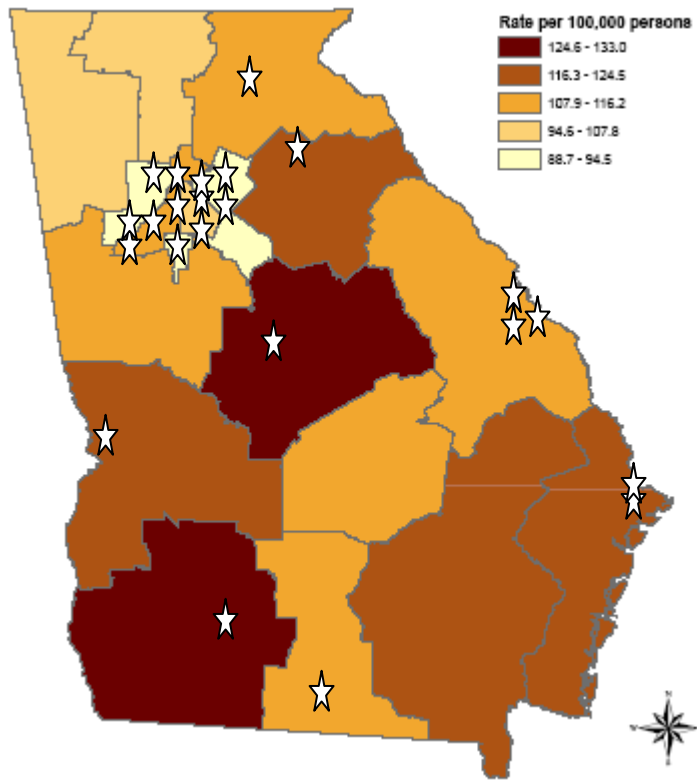 Rate per 100,000 persons
124.6 - 133.0
116.3 - 124.5
107.9 - 116.2
94.6 - 107.8
88.7 - 94.5
N